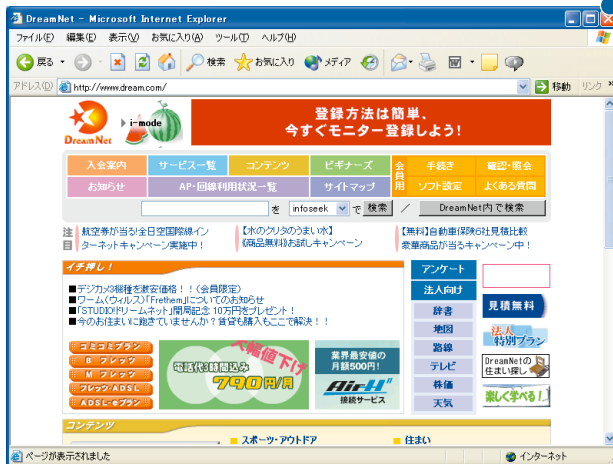 DreamNet - Microsoft Internet Explorer
ファイル(F) 編集(E) 表示(V) お気に入り(A) ツール(T) ヘルプ(H)
戻る 検索 お気に入り メディア
アドレス(D) http://www.dream.com/ 移動 リンク »
DreamNet
i-mode
登録方法は簡単、
今すぐモニター登録しよう!
入会案内 サービス一覧 コンテンツ ビギナーズ 会員用 手続き 確認・照会
お知らせ AP・回線利用状況一覧 サイトマップ ソフト設定 よくある質問
を infoseek で 検索 / DreamNet内で検索
注目
航空券が当る!全日空国際線イン
ターネットキャンペーン実施中!
【水のクリタのうまい水】
《商品無料》お試しキャンペーン
【無料】自動車保険6社見積比較
豪華商品が当るキャンペーン中!
イチ押し!
■デジカメ3機種を激安価格!!(会員限定)
■ワーム(ウィルス)「Frethem」についてのお知らせ
■「STUDIO!ドリームネット」開局記念 10万円をプレゼント!
■今のお住まいに飽きていませんか?賃貸も購入もここで解決!!
コミコミプラン
B フレッツ
M フレッツ
フレッツ・ADSL
ADSL-eプラン
大幅値下げ
電話代3時間込み
790円/月
業界最安値の
月額500円!
Air-H"
接続サービス
アンケート
法人向け
辞書
地図
路線
テレビ
株価
天気
見積無料
法人
特別プラン
DreamNetの
住まい探し
楽しく学べる!
コンテンツ
スポーツ・アウトドア
住まい
ページが表示されました インターネット